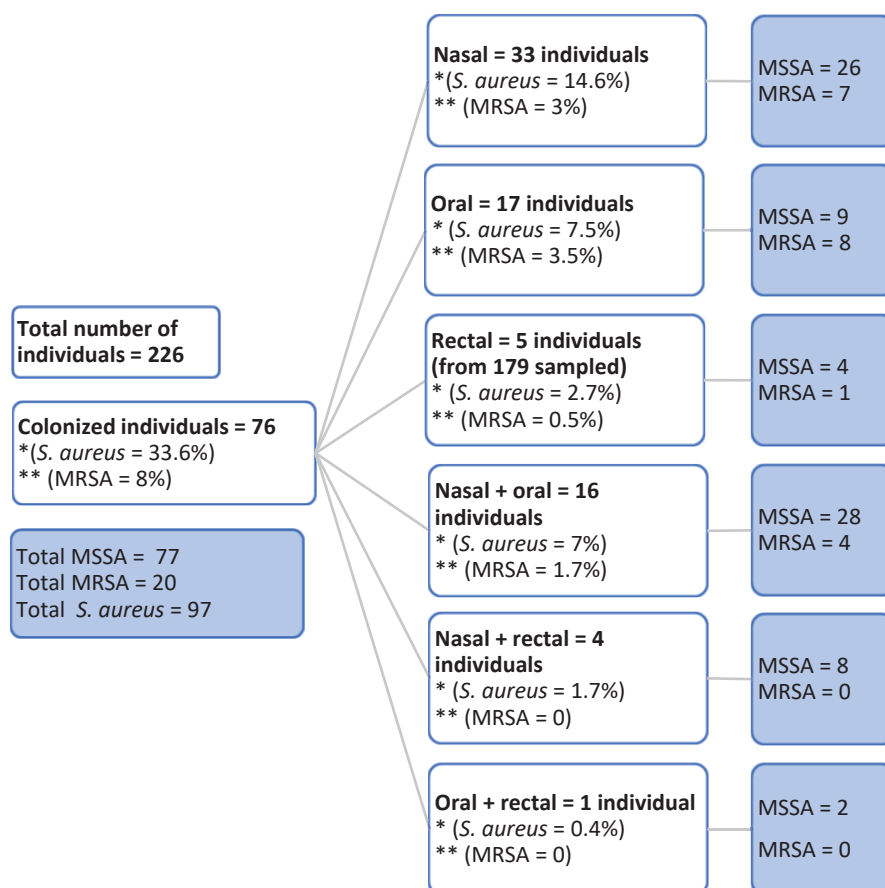 Total number of
individuals = 226
Colonized individuals = 76
*(S. aureus = 33.6%)
** (MRSA = 8%)
Total MSSA = 77
Total MRSA = 20
Total S. aureus = 97
Nasal = 33 individuals
*(S. aureus = 14.6%)
** (MRSA = 3%)
MSSA = 26
MRSA = 7
Oral = 17 individuals
* (S. aureus = 7.5%)
** (MRSA = 3.5%)
MSSA = 9
MRSA = 8
Rectal = 5 individuals
(from 179 sampled)
* (S. aureus = 2.7%)
** (MRSA = 0.5%)
MSSA = 4
MRSA = 1
Nasal + oral = 16
individuals
* (S. aureus = 7%)
** (MRSA = 1.7%)
MSSA = 28
MRSA = 4
Nasal + rectal = 4
individuals
* (S. aureus = 1.7%)
** (MRSA = 0)
MSSA = 8
MRSA = 0
Oral + rectal = 1 individual
* (S. aureus = 0.4%)
** (MRSA = 0)
MSSA = 2
MRSA = 0